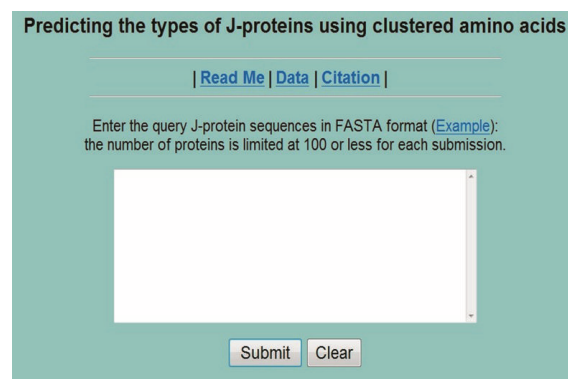 Predicting the types of J-proteins using clustered amino acids
| Read Me | Data | Citation |
Enter the query J-protein sequences in FASTA format (Example):
the number of proteins is limited at 100 or less for each submission.
Submit Clear